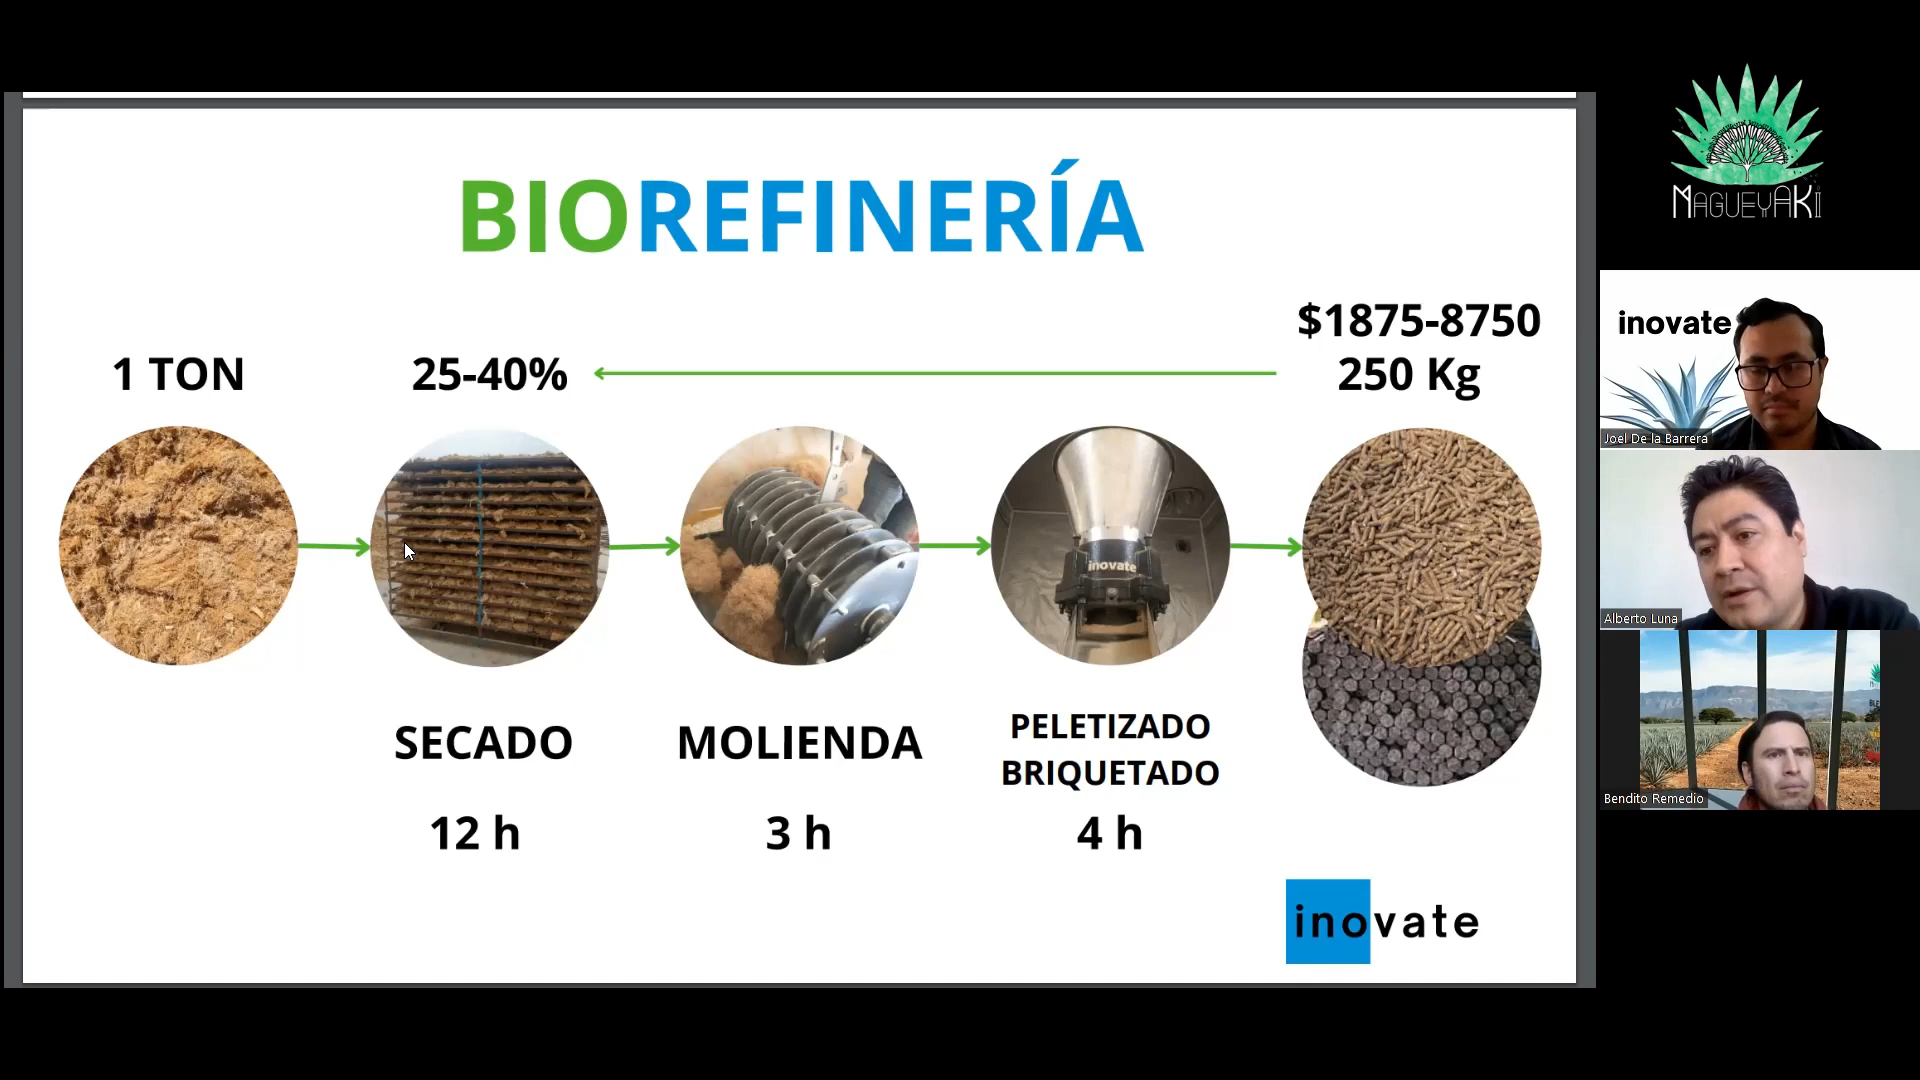 BIOREFINERÍA
1 TON
25-40%
$1875-8750
250 Kg
inovate
SECADO
MOLIENDA
PELETIZADO
BRIQUETADO
12 h
3 h
4 h
inovate
MAGUEYAKI
inovate
Joel De la Barrera
Alberto Luna
Bendito Remedio